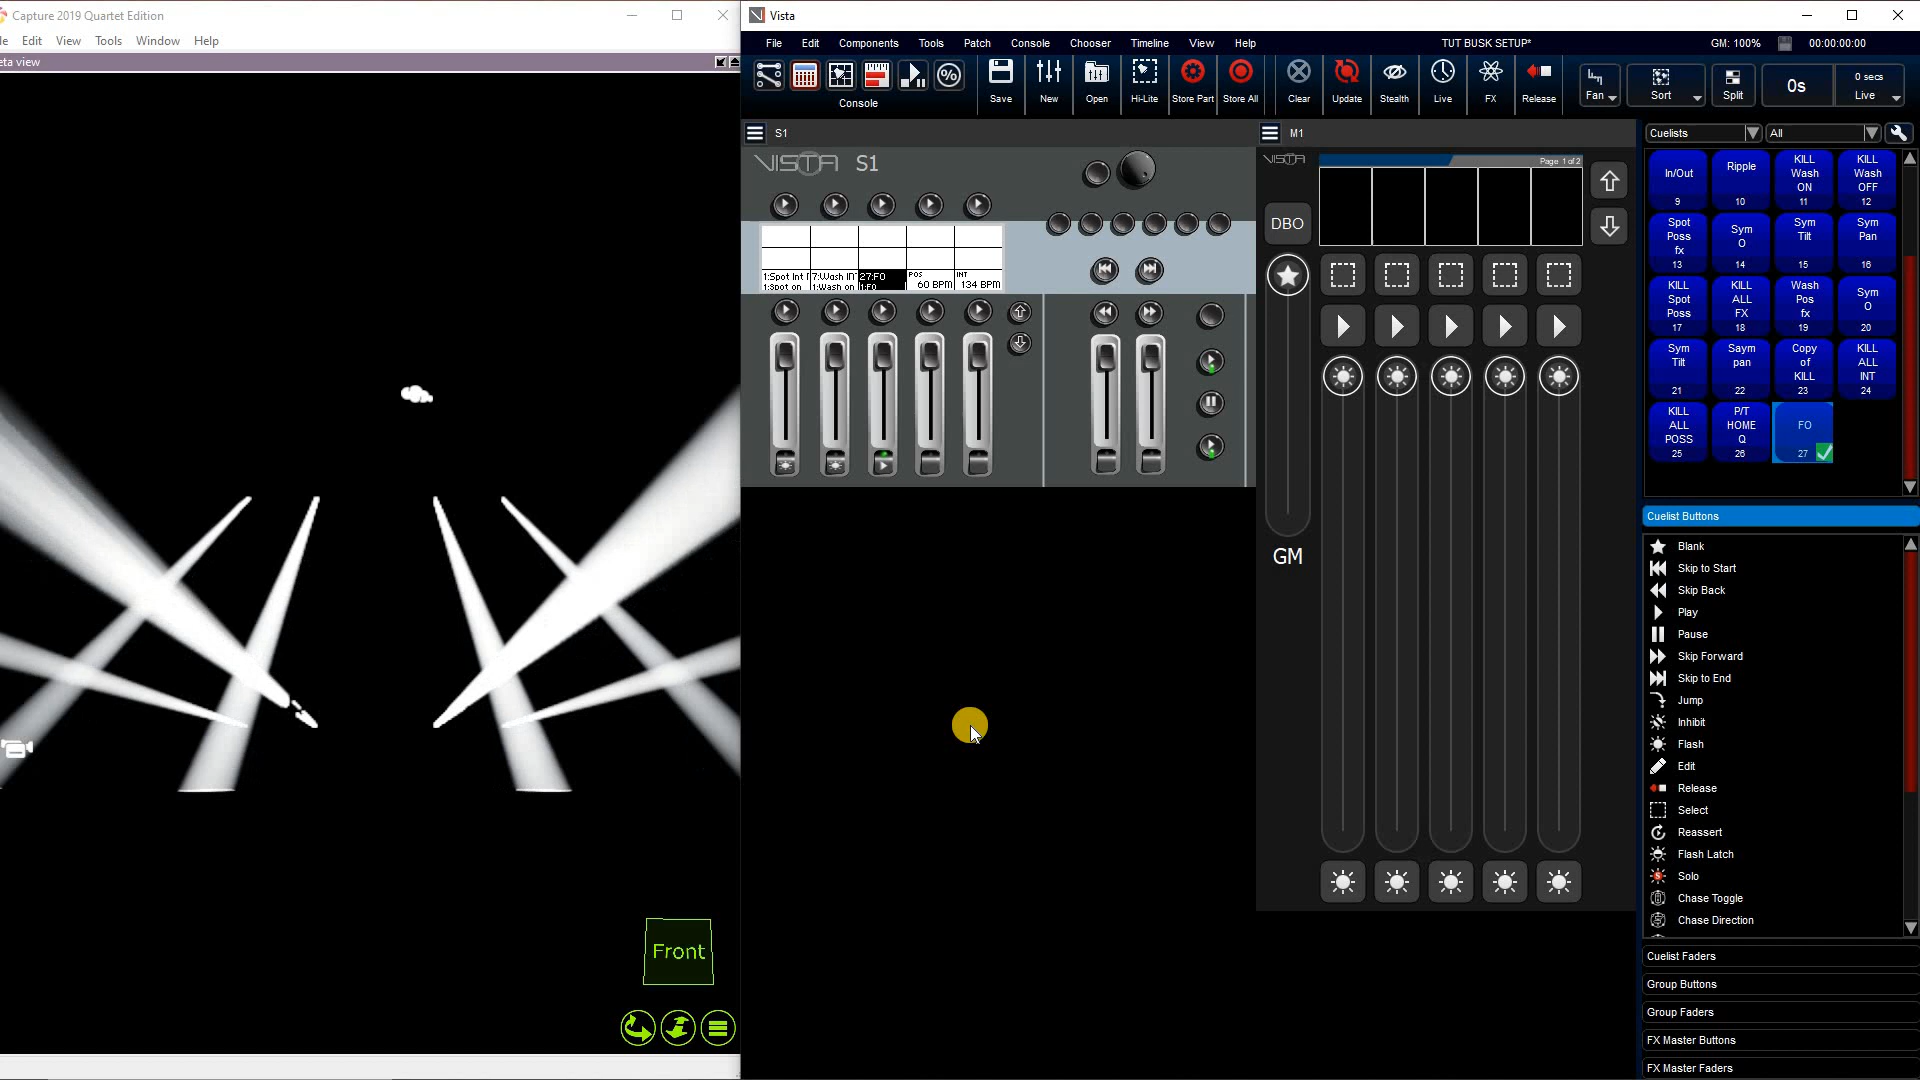 Capture 2019 Quartet Edition
Edit View Tools Window Help
eta view
Front
Vista
File Edit Components Tools Patch Console Chooser Timeline View Help
TUT BUSK SETUP*
GM: 100%
00:00:00:00
Console
Save New Open Hi-Lite Store Part Store All Clear Update Stealth Live FX Release
Fan
Sort
Split
0s
0 secs
Live
S1
VISTA S1
1:Spot Int
7:Wash IN
27:FO
POS
INT
1:Spot on
1:Wash on
1:FO
60 BPM
134 BPM
M1
VISTA
Page 1 of 2
DBO
GM
Cuelists
All
In/Out
9
Ripple
10
KILL
Wash
ON
11
KILL
Wash
OFF
12
Spot
Poss
fx
13
Sym
O
14
Sym
Tilt
15
Sym
Pan
16
KILL
Spot
Poss
17
KILL
ALL
FX
18
Wash
Pos
fx
19
Sym
O
20
Sym
Tilt
21
Saym
pan
22
Copy
of
KILL
23
KILL
ALL
INT
24
KILL
ALL
POSS
25
P/T
HOME
Q
26
FO
27
Cuelist Buttons
Blank
Skip to Start
Skip Back
Play
Pause
Skip Forward
Skip to End
Jump
Inhibit
Flash
Edit
Release
Select
Reassert
Flash Latch
Solo
Chase Toggle
Chase Direction
Cuelist Faders
Group Buttons
Group Faders
FX Master Buttons
FX Master Faders